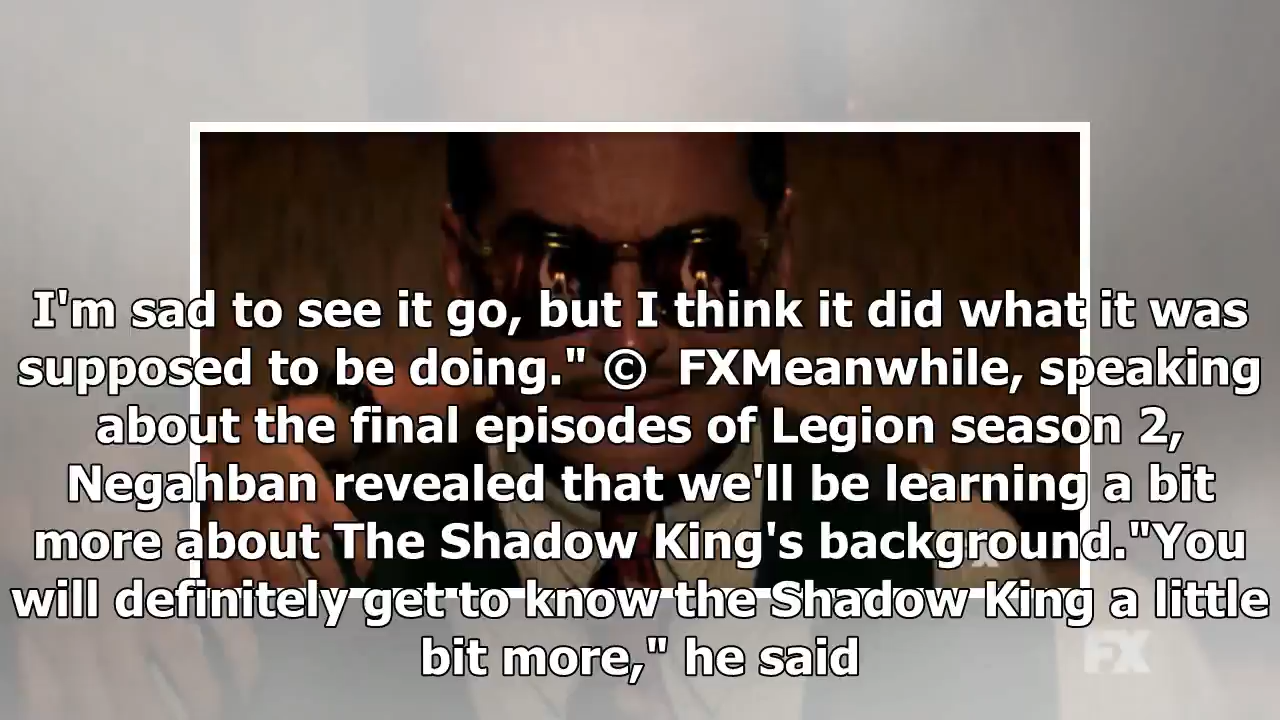 I'm sad to see it go, but I think it did what it was
supposed to be doing." ©  FXMeanwhile, speaking
about the final episodes of Legion season 2,
Negahban revealed that we'll be learning a bit
more about The Shadow King's background."You
will definitely get to know the Shadow King a little
bit more," he said
FX